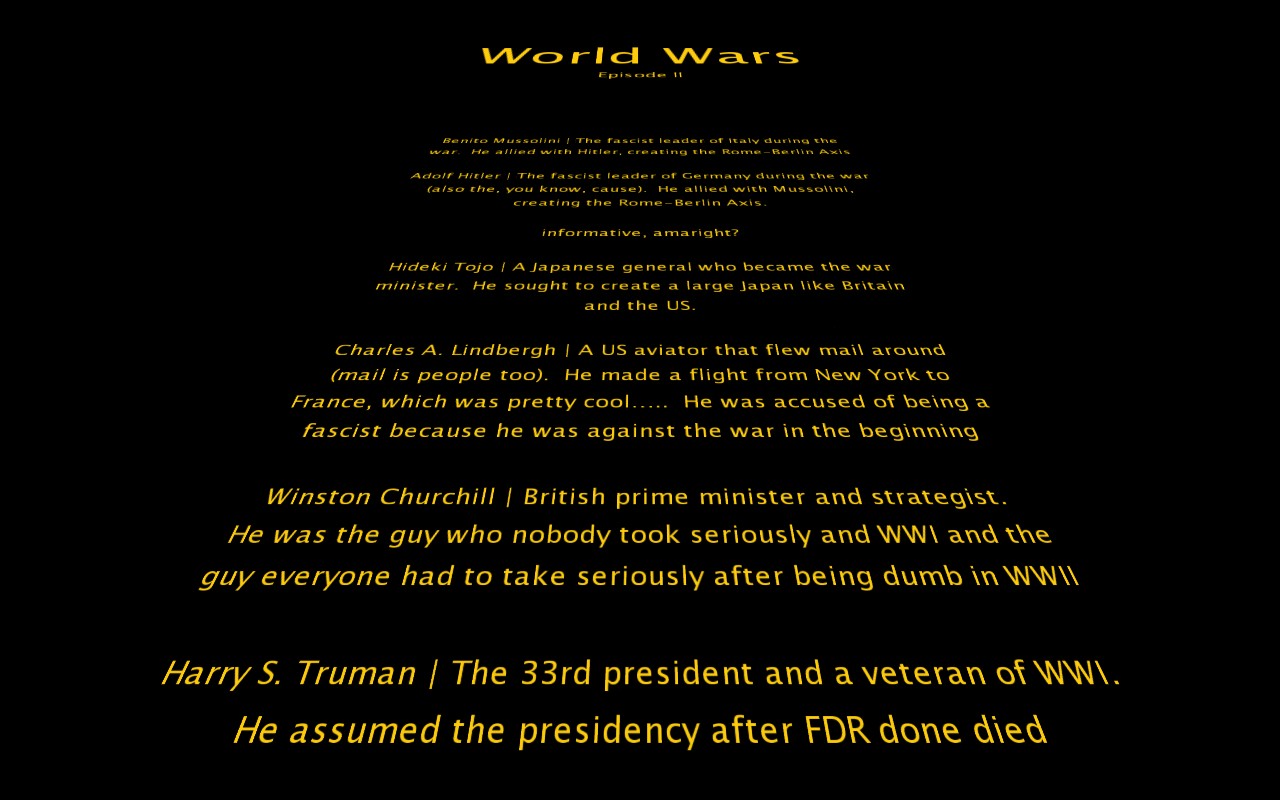 World Wars
Episode II
Benito Mussolini | The fascist leader of Italy during the
war.  He allied with Hitler, creating the Rome-Berlin Axis
Adolf Hitler | The fascist leader of Germany during the war
(also the, you know, cause).  He allied with Mussolini,
creating the Rome-Berlin Axis.
informative, amaright?
Hideki Tojo | A Japanese general who became the war
minister.  He sought to create a large Japan like Britain
and the US.
Charles A. Lindbergh | A US aviator that flew mail around
(mail is people too).  He made a flight from New York to
France, which was pretty cool.....  He was accused of being a
fascist because he was against the war in the beginning
Winston Churchill | British prime minister and strategist.
He was the guy who nobody took seriously and WWI and the
guy everyone had to take seriously after being dumb in WWII
Harry S. Truman | The 33rd president and a veteran of WWI.
He assumed the presidency after FDR done died